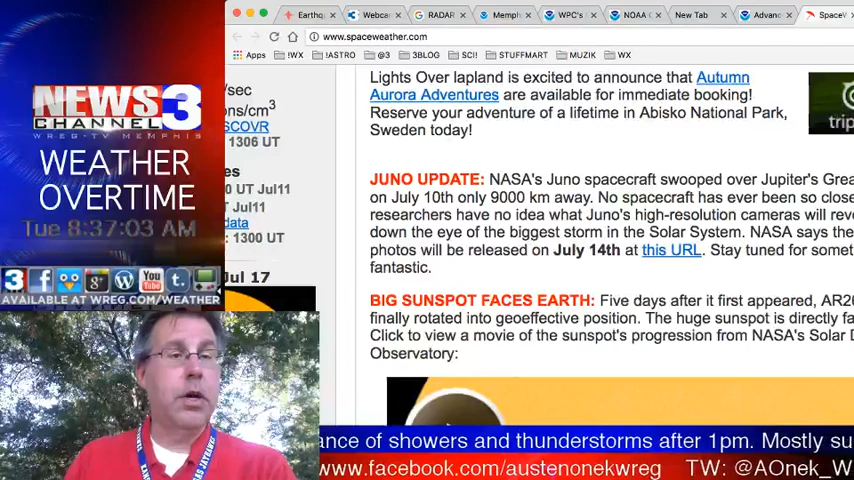 Earthq
Webca
RADAR
Memph
WPC's
NOAA
New Tab
Advanc
SpaceW
www.spaceweather.com
Apps !WX !ASTRO @3 3BLOG SCI! STUFFMART MUZIK WX
NEWS
CHANNEL 3
WREG-TV MEMPHIS
WEATHER
OVERTIME
Tue 8:37:03 AM
AVAILABLE AT WREG.COM/WEATHER
/sec
ons/cm3
SCOVR
1306 UT
es
0 UT Jul11
UT Jul11
data
: 1300 UT
Jul 17
Lights Over lapland is excited to announce that Autumn
Aurora Adventures are available for immediate booking!
Reserve your adventure of a lifetime in Abisko National Park,
Sweden today!
trip
JUNO UPDATE: NASA's Juno spacecraft swooped over Jupiter's Grea
on July 10th only 9000 km away. No spacecraft has ever been so close
researchers have no idea what Juno's high-resolution cameras will reve
down the eye of the biggest storm in the Solar System. NASA says the
photos will be released on July 14th at this URL. Stay tuned for somet
fantastic.
BIG SUNSPOT FACES EARTH: Five days after it first appeared, AR26
finally rotated into geoeffective position. The huge sunspot is directly fa
Click to view a movie of the sunspot's progression from NASA's Solar D
Observatory:
ance of showers and thunderstorms after 1pm. Mostly su
www.facebook.com/austenonekwreg TW: @AOnek_W